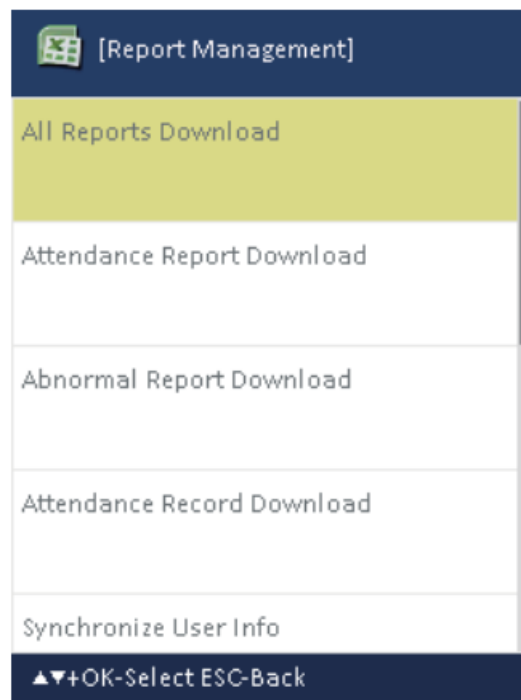 [Report Management]
All Reports Download
Attendance Report Download
Abnormal Report Download
Attendance Record Download
Synchronize User Info
▲▼+OK-Select ESC-Back